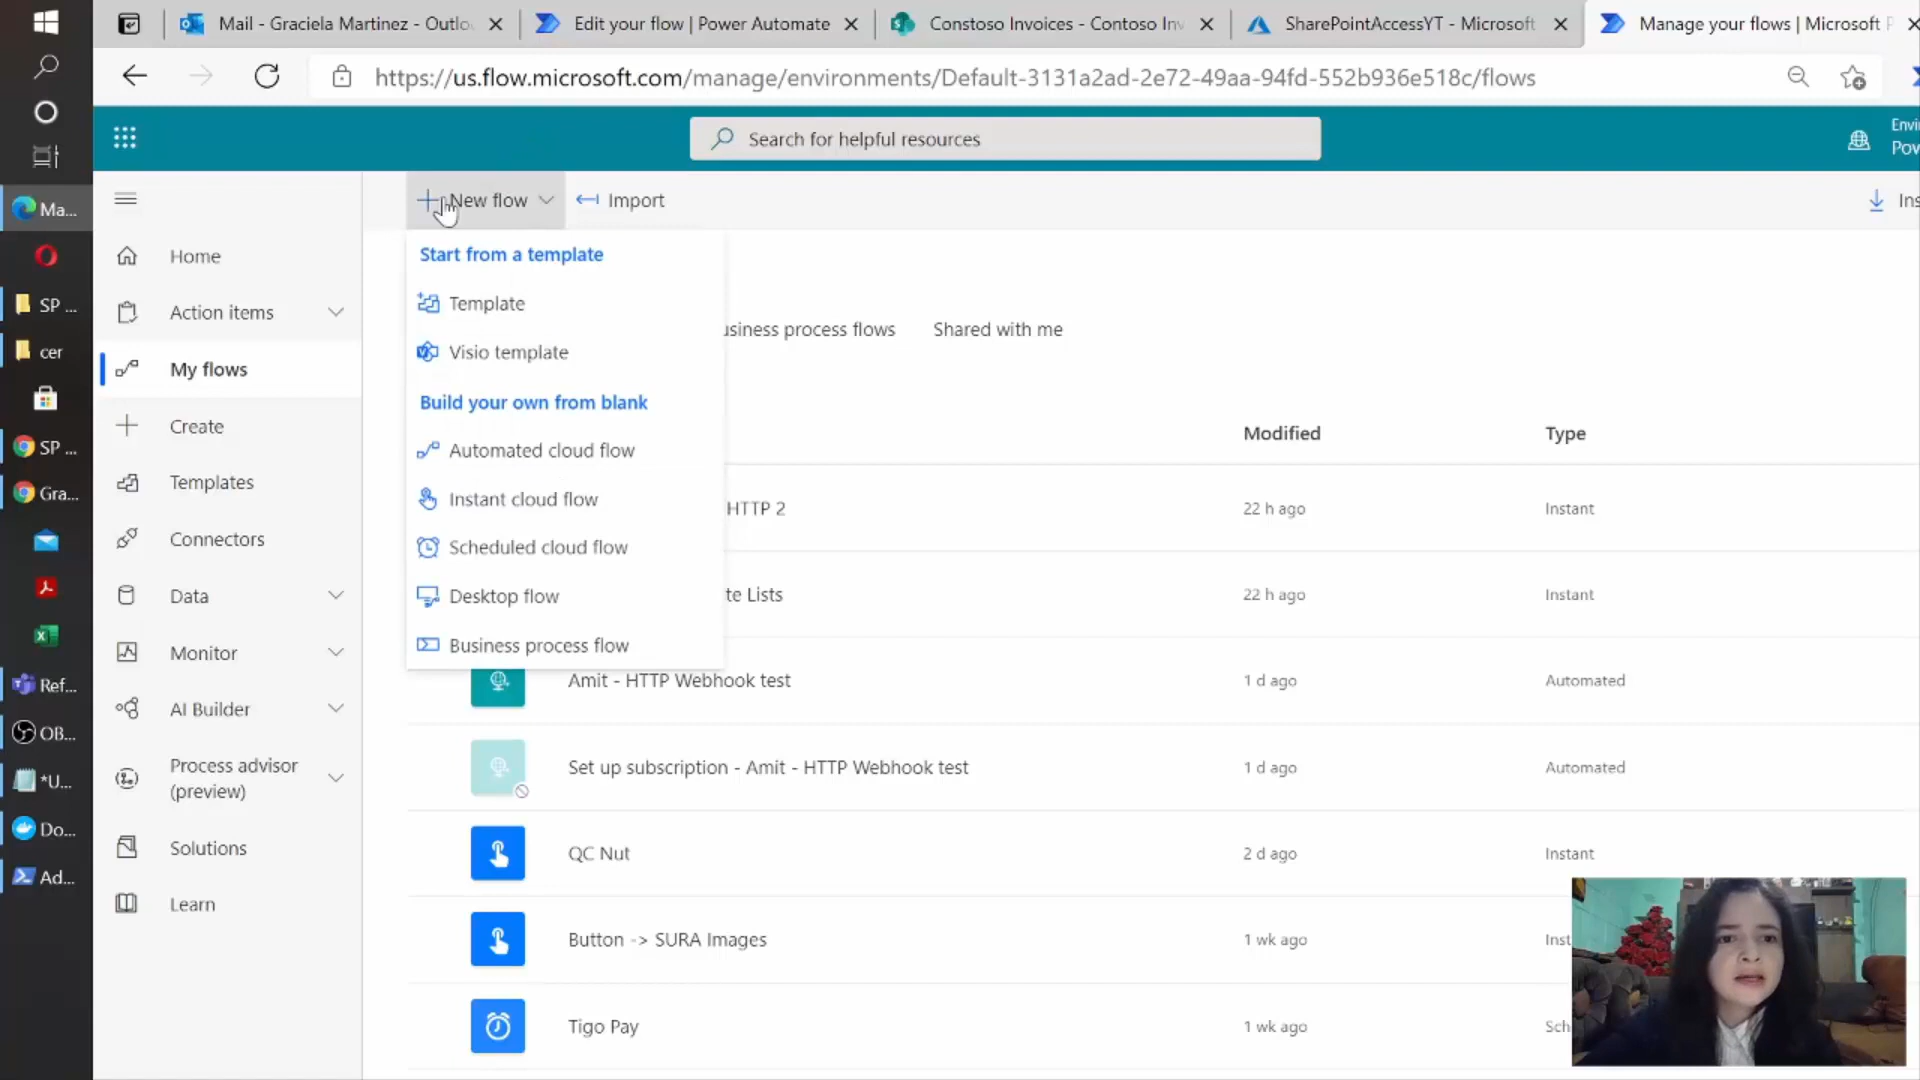 Mail - Graciela Martinez - Outlo
Edit your flow | Power Automate
Constoso Invoices - Contoso Inv
SharePointAccessYT - Microsoft
Manage your flows | Microsoft P
https://us.flow.microsoft.com/manage/environments/Default-3131a2ad-2e72-49aa-94fd-552b936e518c/flows
Search for helpful resources
Envir
Pov
New flow
Import
Ins
Ma...
SP ...
cer
SP ...
Gra...
Ref...
OB...
*U...
Do...
Ad...
Home
Action items
My flows
Create
Templates
Connectors
Data
Monitor
AI Builder
Process advisor
(preview)
Solutions
Learn
Start from a template
Template
Visio template
Build your own from blank
Automated cloud flow
Instant cloud flow
Scheduled cloud flow
Desktop flow
Business process flow
usiness process flows
Shared with me
Modified
Type
HTTP 2
22 h ago
Instant
te Lists
22 h ago
Instant
Amit - HTTP Webhook test
1 d ago
Automated
Set up subscription - Amit - HTTP Webhook test
1 d ago
Automated
QC Nut
2 d ago
Instant
Button -> SURA Images
1 wk ago
Inst
Tigo Pay
1 wk ago
Sch